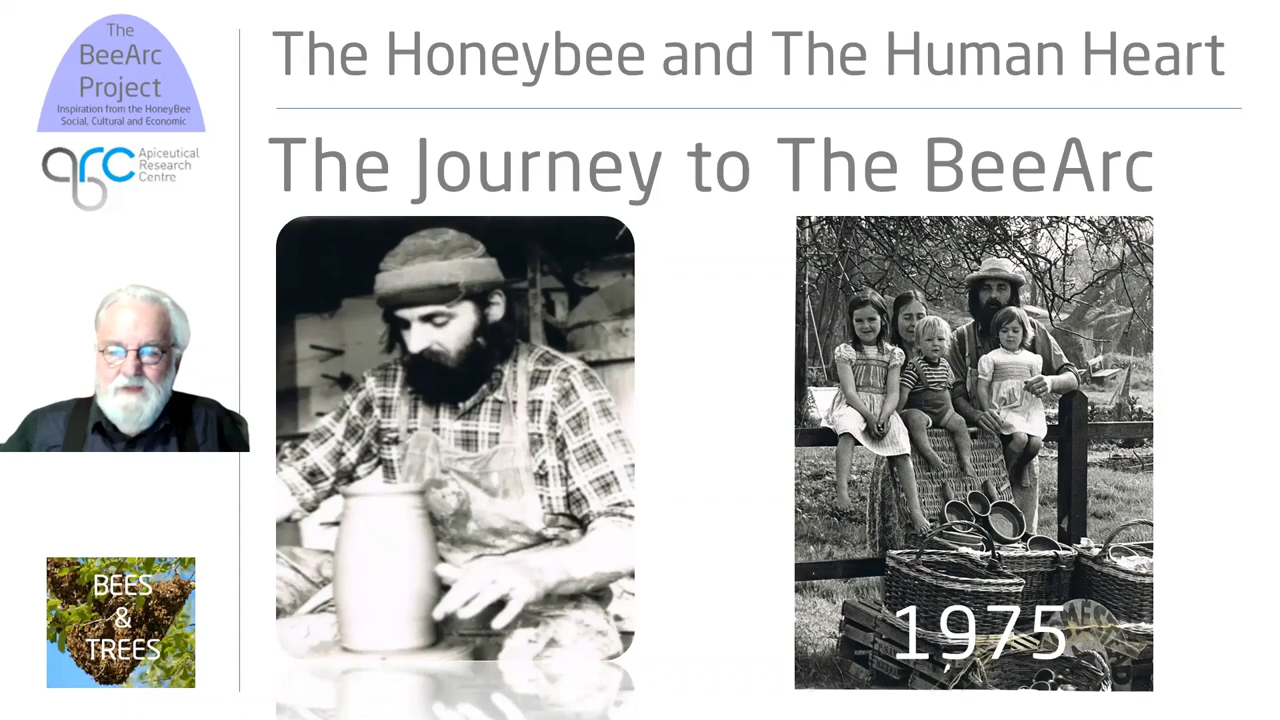 The
BeeArc
Project
Inspiration from the HoneyBee
Social, Cultural and Economic
arc
Apiceutical
Research
Centre
The Honeybee and The Human Heart
The Journey to The BeeArc
1975
BEES
&
TREES